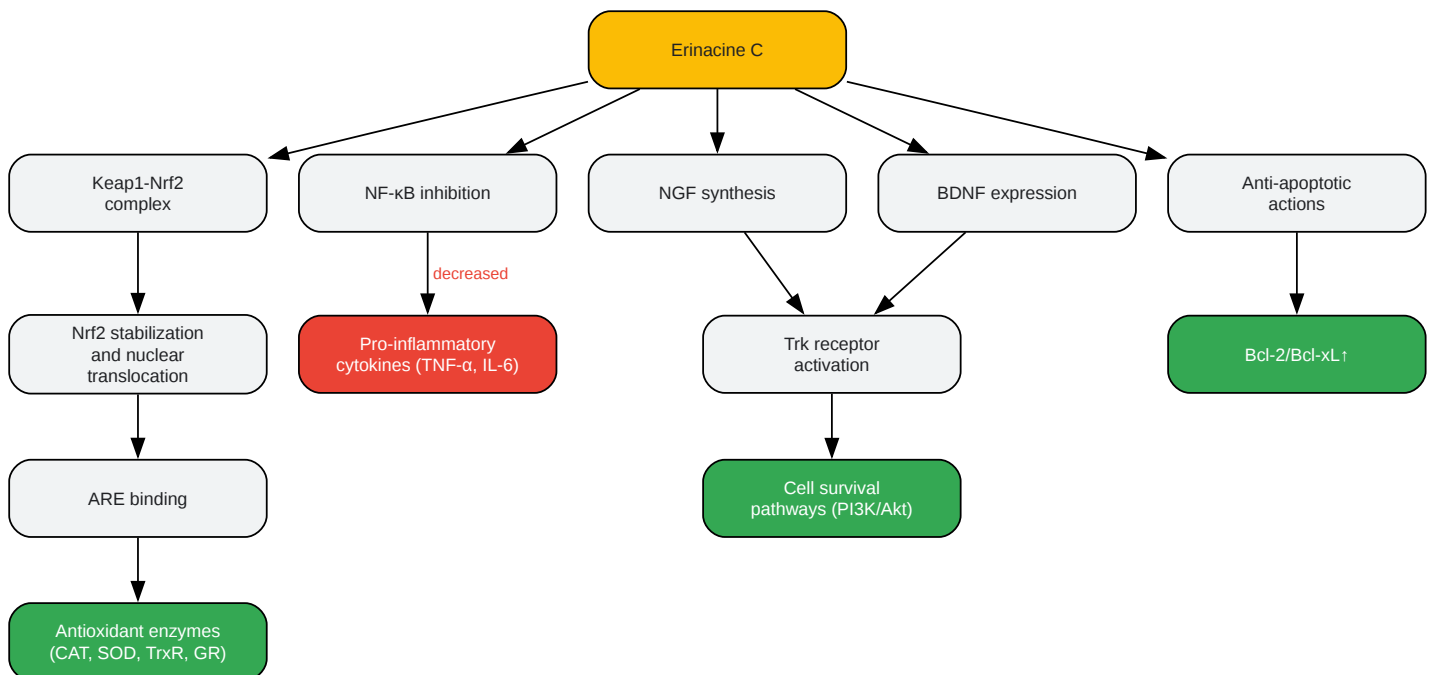 Erinacine C
Keap1-Nrf2
complex
NF-κB inhibition
NGF synthesis
BDNF expression
Anti-apoptotic
actions
decreased
Nrf2 stabilization
and nuclear
translocation
Pro-inflammatory
cytokines (TNF-α, IL-6)
Trk receptor
activation
Bcl-2/Bcl-xL↑
ARE binding
Cell survival
pathways (PI3K/Akt)
Antioxidant enzymes
(CAT, SOD, TrxR, GR)